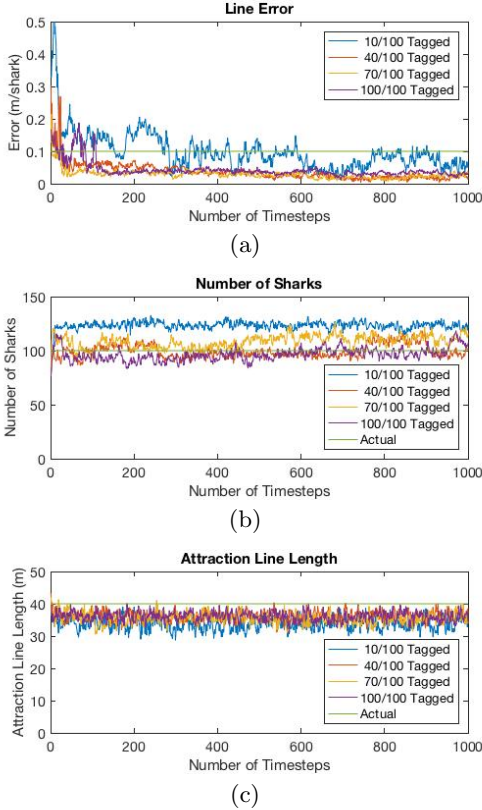 Line Error
0.5
0.4
0.3
0.2
0.1
0
Error (m/shark)
10/100 Tagged
40/100 Tagged
70/100 Tagged
100/100 Tagged
0 200 400 600 800 1000
Number of Timesteps
(a)
Number of Sharks
150
100
50
0
Number of Sharks
10/100 Tagged
40/100 Tagged
70/100 Tagged
100/100 Tagged
Actual
0 200 400 600 800 1000
Number of Timesteps
(b)
Attraction Line Length
50
40
30
20
10
0
Attraction Line Length (m)
10/100 Tagged
40/100 Tagged
70/100 Tagged
100/100 Tagged
Actual
0 200 400 600 800 1000
Number of Timesteps
(c)